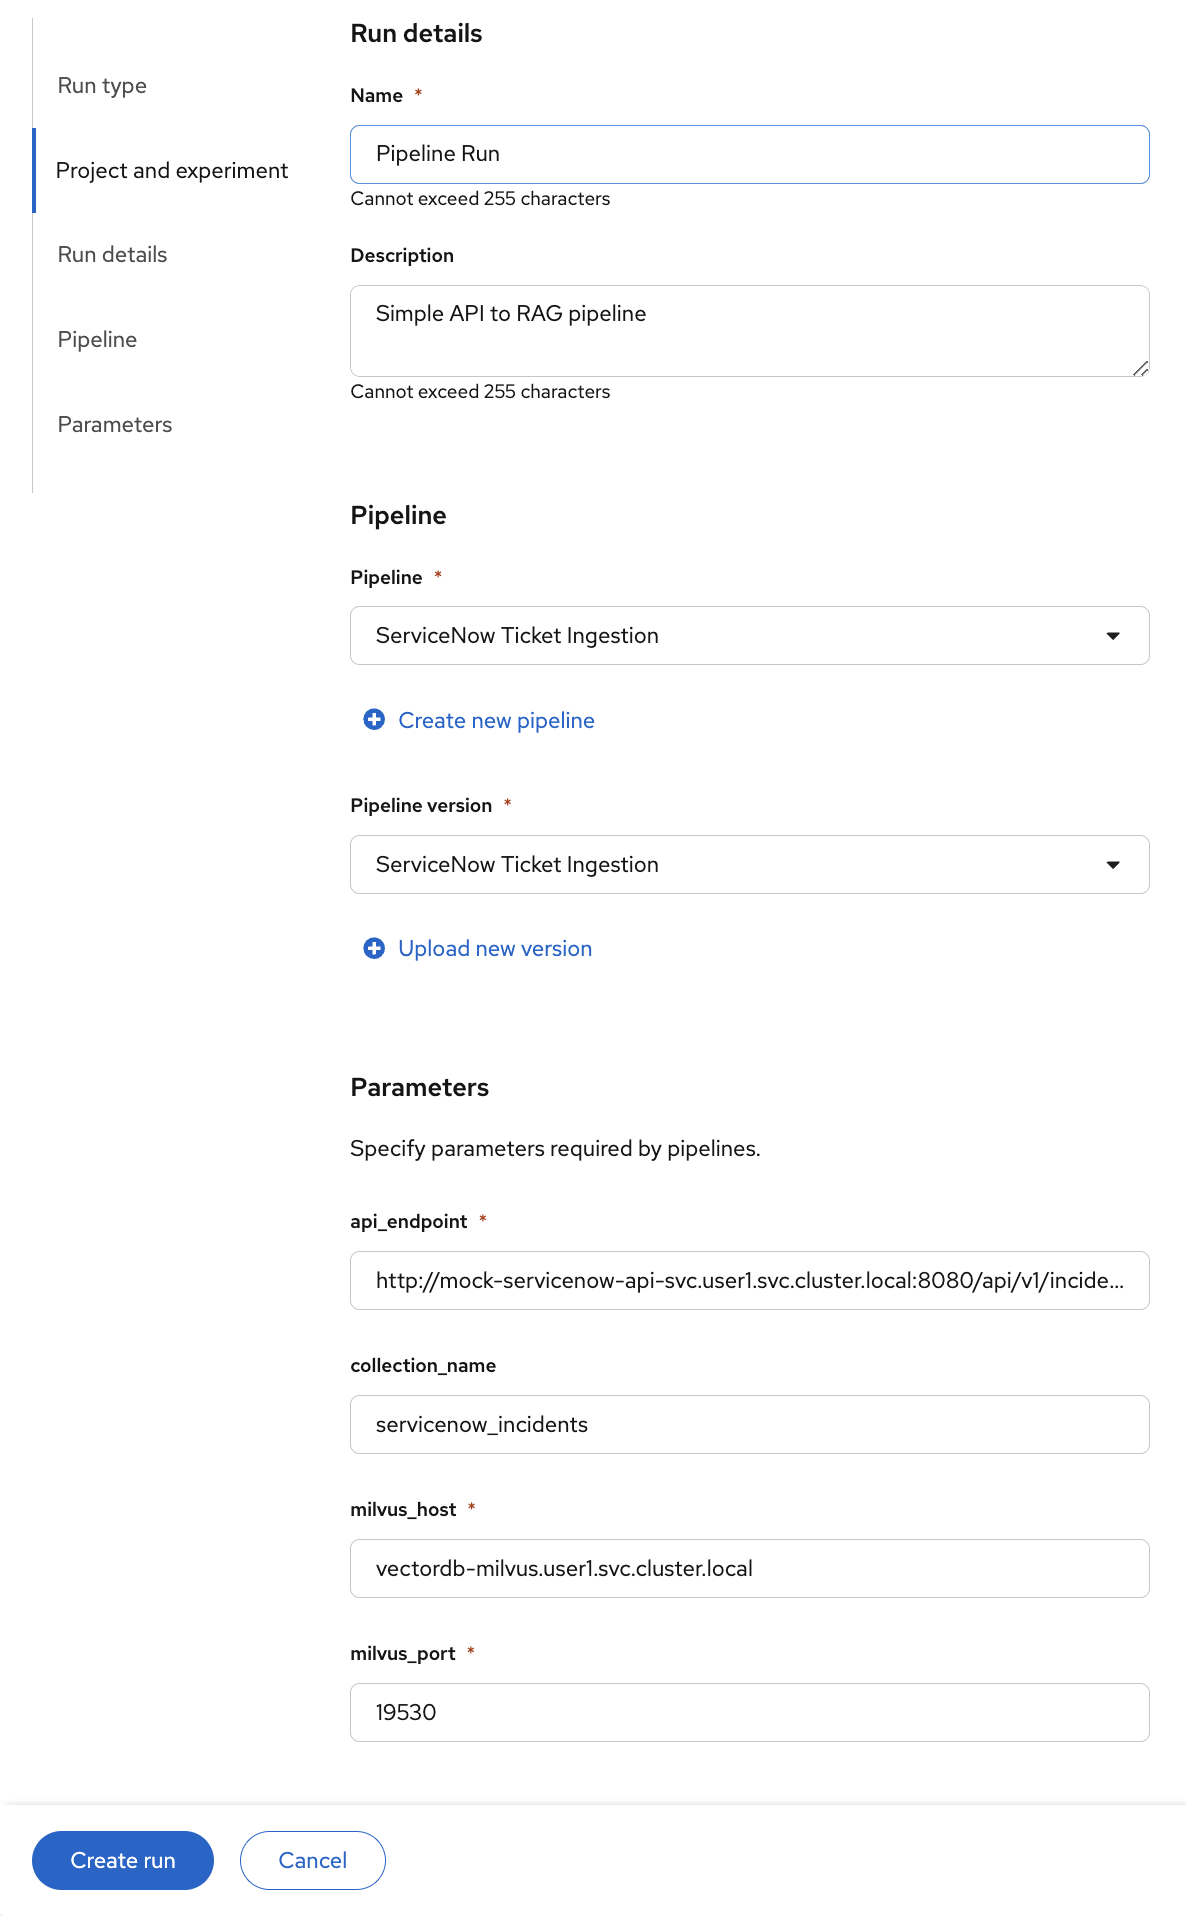 Run type
Project and experiment
Run details
Pipeline
Parameters
Run details
Name *
Pipeline Run
Cannot exceed 255 characters
Description
Simple API to RAG pipeline
Cannot exceed 255 characters
Pipeline
Pipeline *
ServiceNow Ticket Ingestion
Create new pipeline
Pipeline version *
ServiceNow Ticket Ingestion
Upload new version
Parameters
Specify parameters required by pipelines.
api_endpoint *
http://mock-servicenow-api-svc.user1.svc.cluster.local:8080/api/v1/incide...
collection_name
servicenow_incidents
milvus_host *
vectordb-milvus.user1.svc.cluster.local
milvus_port *
19530
Create run
Cancel